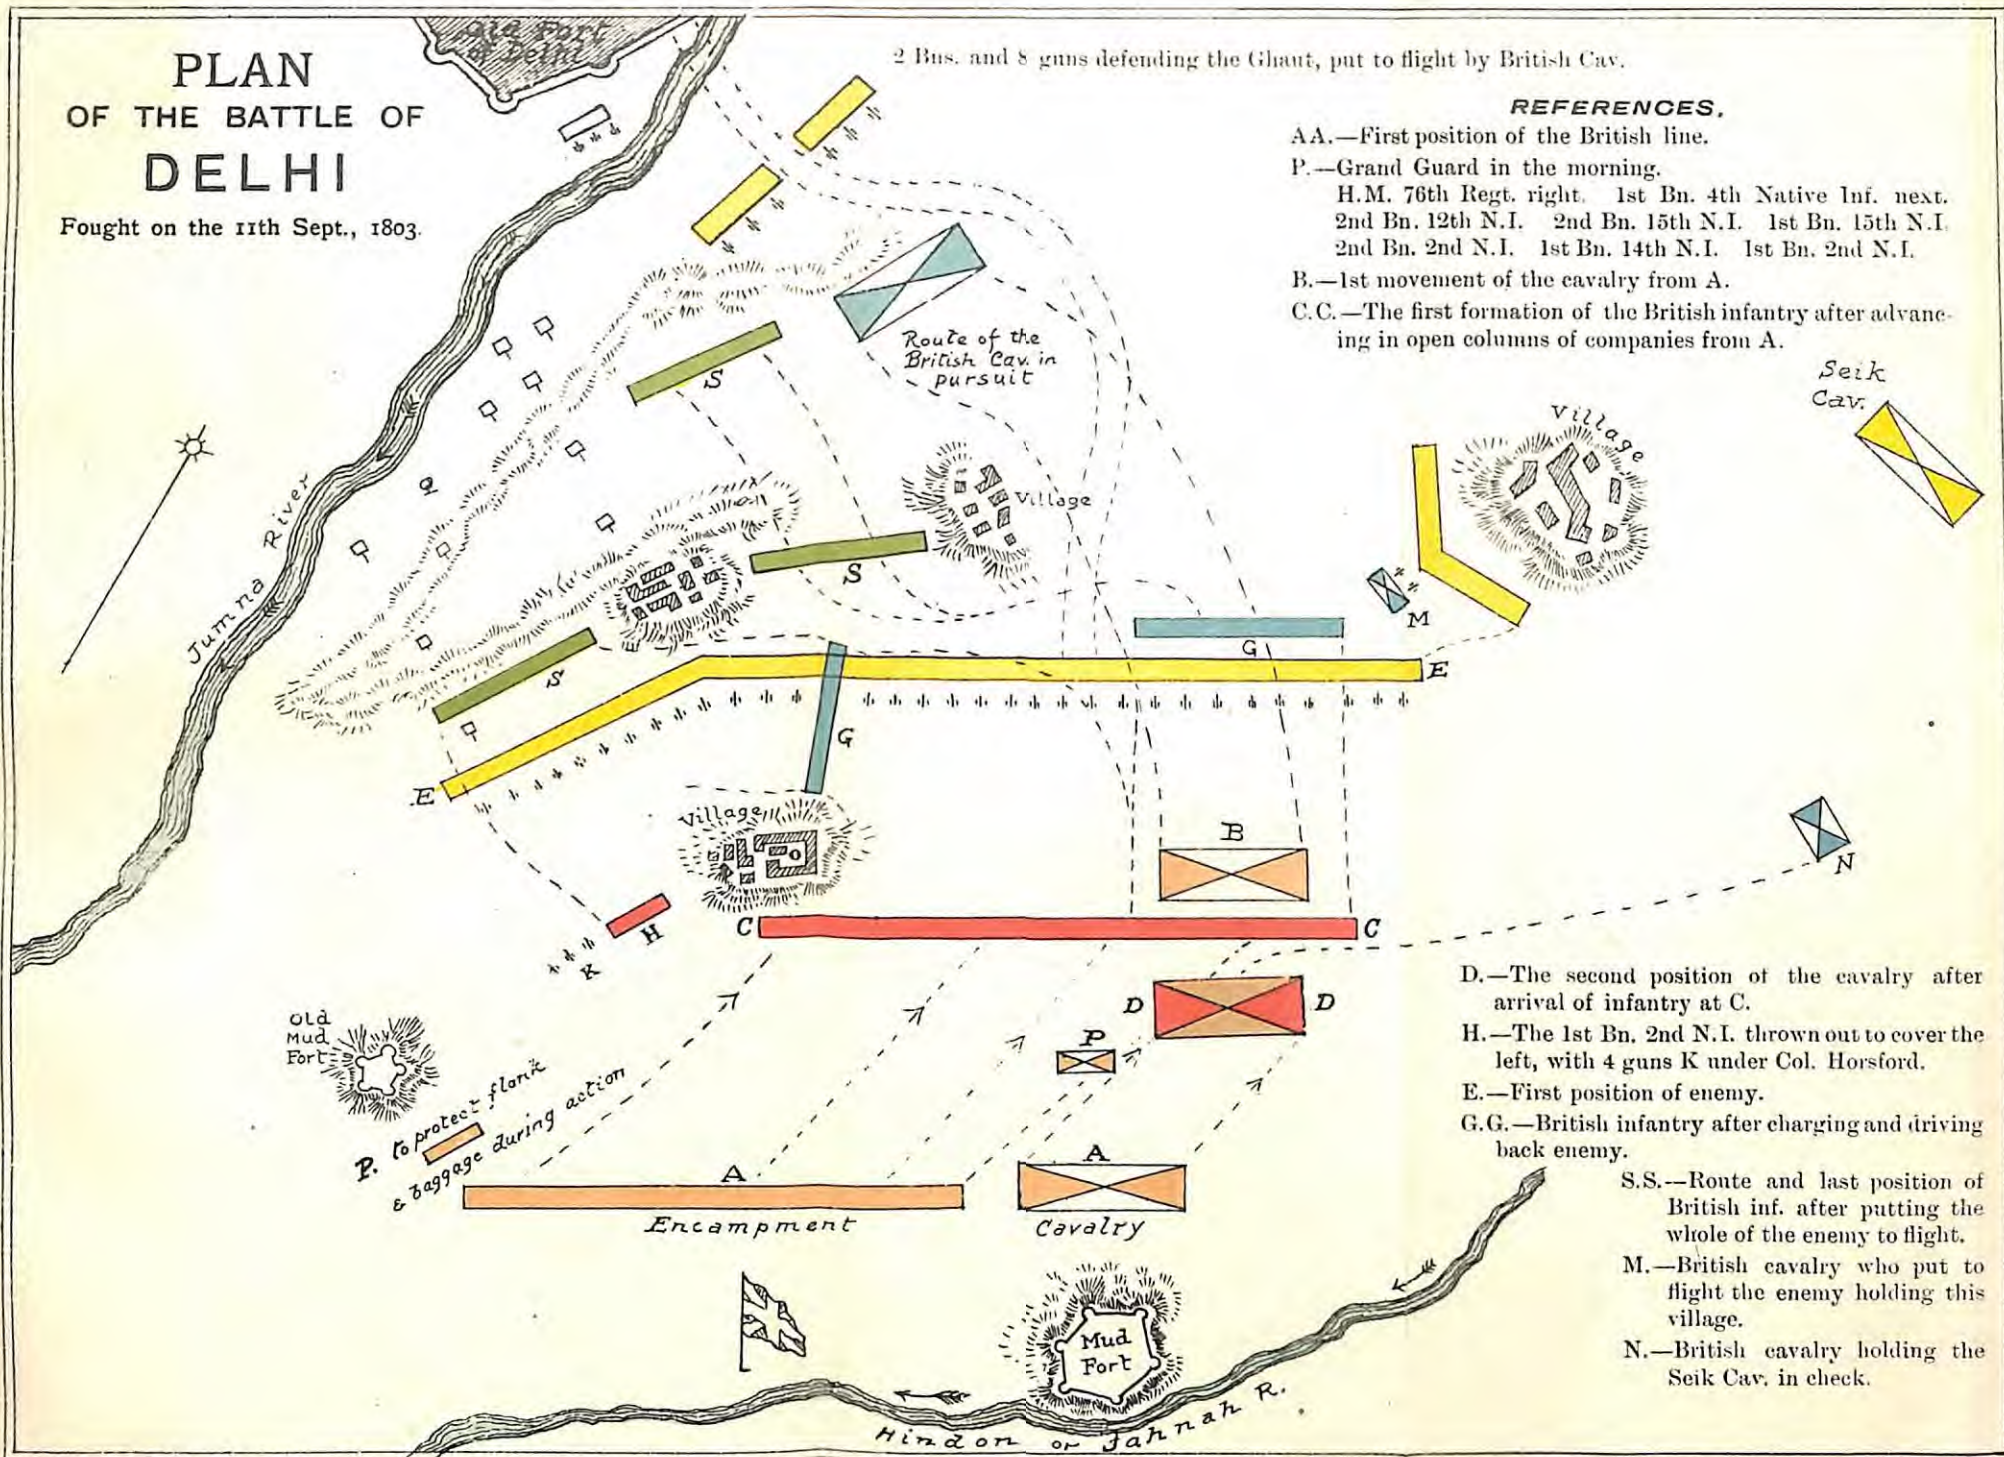 Old Fort
of Delhi
PLAN
OF THE BATTLE OF
DELHI
Fought on the 11th Sept., 1803.
2 Bns. and 8 guns defending the Ghaut, put to flight by British Cav.
REFERENCES.
AA.—First position of the British line.
P.—Grand Guard in the morning.
H.M. 76th Regt. right. 1st Bn. 4th Native Inf. next.
2nd Bn. 12th N.I. 2nd Bn. 15th N.I. 1st Bn. 15th N.I.
2nd Bn. 2nd N.I. 1st Bn. 14th N.I. 1st Bn. 2nd N.I.
B.—1st movement of the cavalry from A.
C.C.—The first formation of the British infantry after advanc-
ing in open columns of companies from A.
Route of the
British Cav. in
pursuit
Seik
Cav.
Village
S
Village
S
Jumna River
M
S
G
E
G
E
Village
B
N
H
C
C
K
D
D
P
Old
Mud
Fort
P. to protect flank
& baggage during action
A
A
Encampment
Cavalry
Mud
Fort
Hindon or Jahnah R.
D.—The second position of the cavalry after
arrival of infantry at C.
H.—The 1st Bn. 2nd N.I. thrown out to cover the
left, with 4 guns K under Col. Horsford.
E.—First position of enemy.
G.G.—British infantry after charging and driving
back enemy.
S.S.—Route and last position of
British inf. after putting the
whole of the enemy to flight.
M.—British cavalry who put to
flight the enemy holding this
village.
N.—British cavalry holding the
Seik Cav. in check.